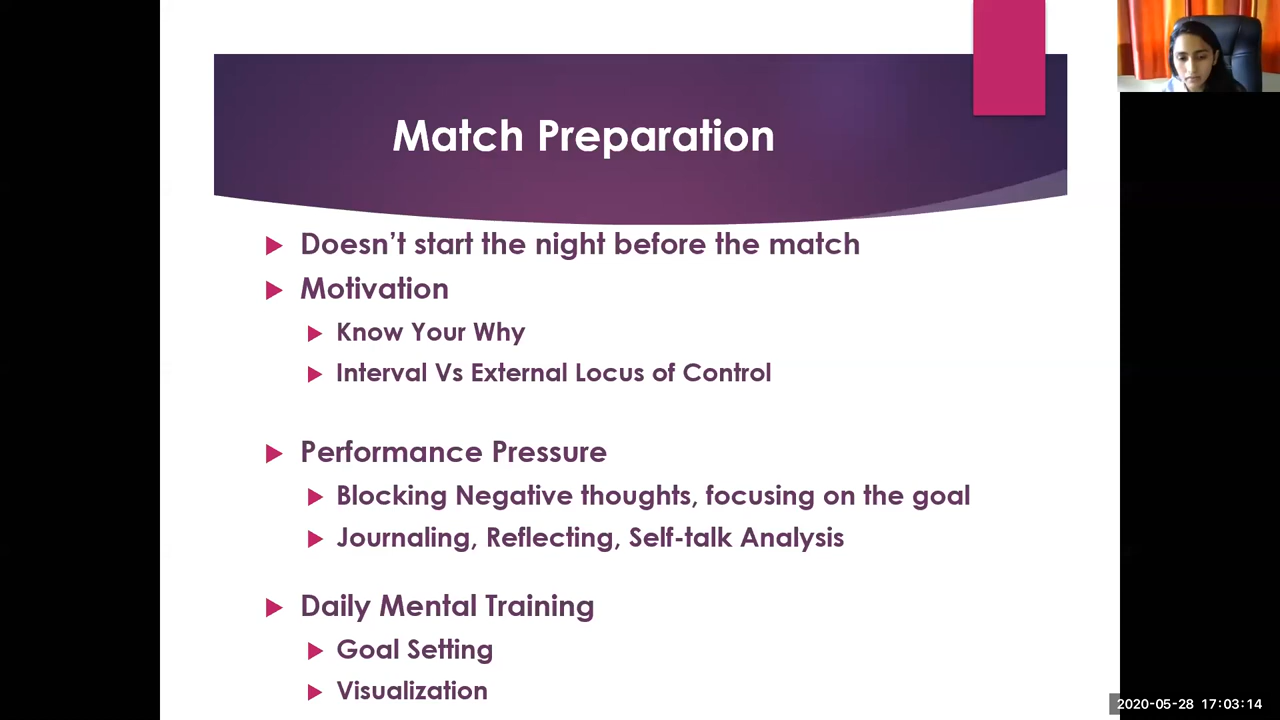 Match Preparation
Doesn't start the night before the match
Motivation
Know Your Why
Interval Vs External Locus of Control
Performance Pressure
Blocking Negative thoughts, focusing on the goal
Journaling, Reflecting, Self-talk Analysis
Daily Mental Training
Goal Setting
Visualization
2020-05-28 17:03:14